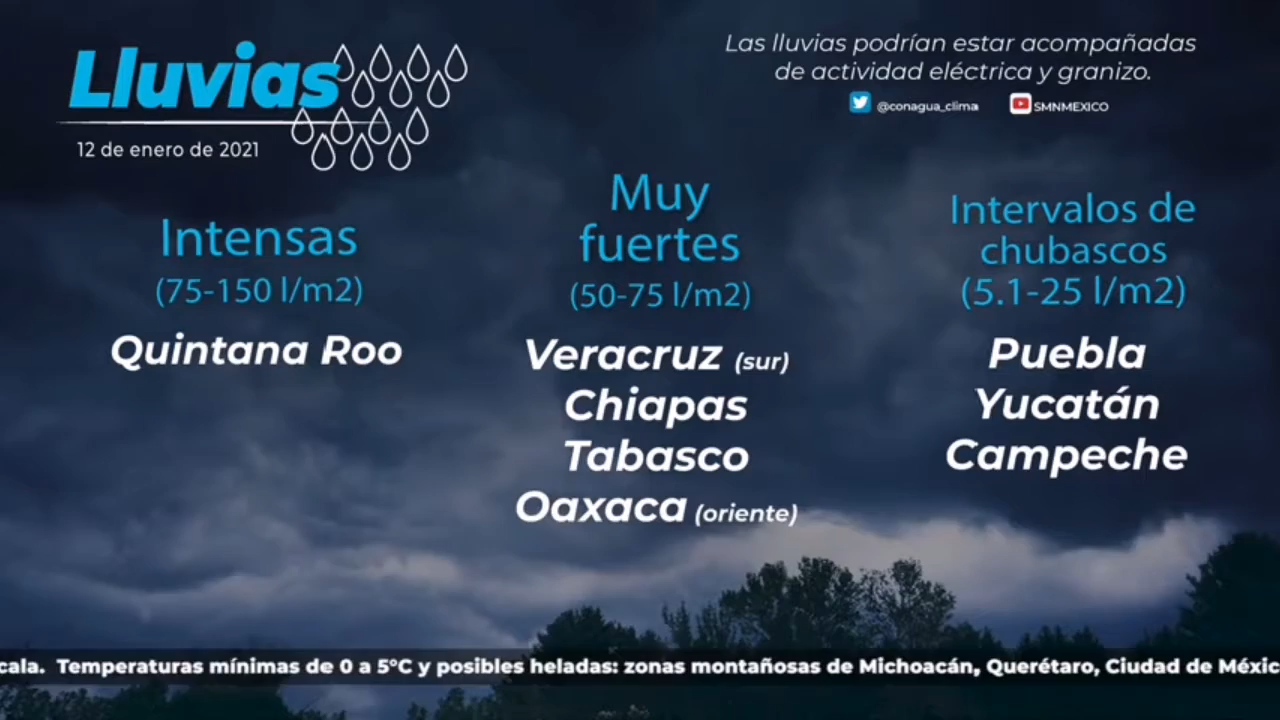 Lluvias
12 de enero de 2021
Las lluvias podrían estar acompañadas
de actividad eléctrica y granizo.
@conagua_clima SMNMEXICO
Intensas
(75-150 l/m2)
Quintana Roo
Muy
fuertes
(50-75 l/m2)
Veracruz (sur)
Chiapas
Tabasco
Oaxaca (oriente)
Intervalos de
chubascos
(5.1-25 l/m2)
Puebla
Yucatán
Campeche
cala. Temperaturas mínimas de 0 a 5°C y posibles heladas: zonas montañosas de Michoacán, Querétaro, Ciudad de Méxic